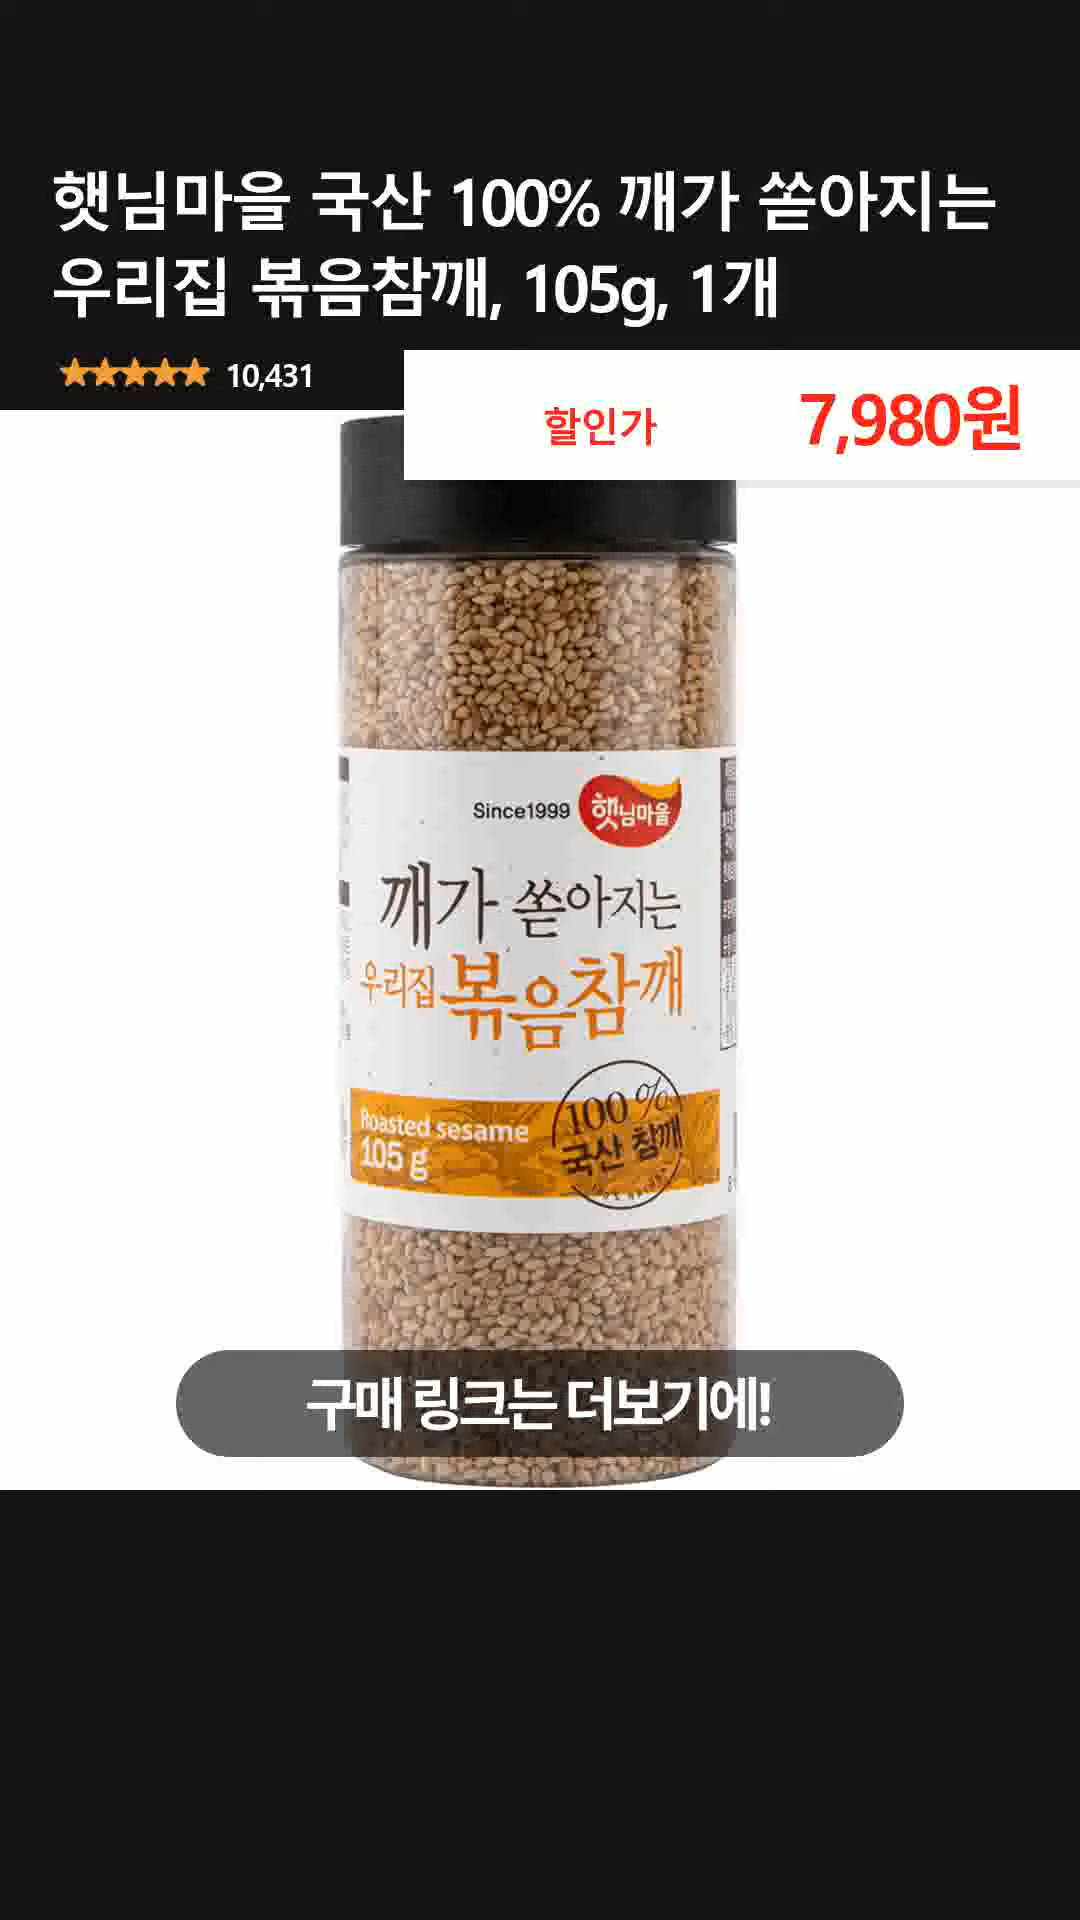 햇님마을 국산 100% 깨가 쏟아지는
우리집 볶음참깨, 105g, 1개
10,431
할인가 7,980원
Since1999 햇님마을
깨가 쏟아지는
우리집 볶음참깨
100%
국산 참깨
Roasted sesame
105 g
구매 링크는 더보기에!